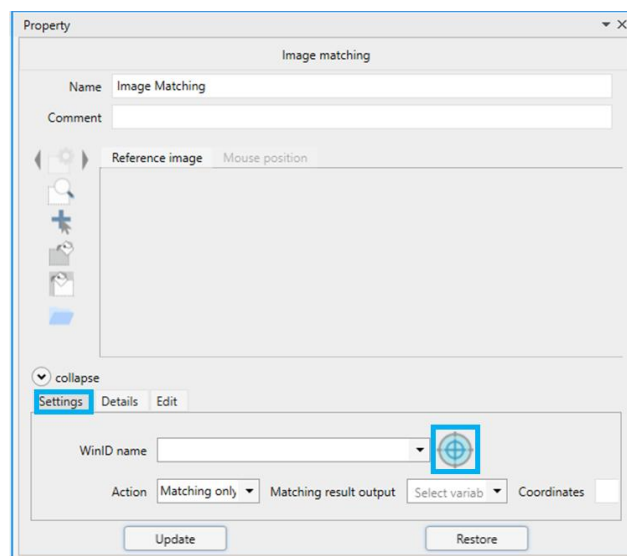 Property
Image matching
Name Image Matching
Comment
Reference image Mouse position
collapse
Settings Details Edit
WinID name
Action Matching only Matching result output Select variab Coordinates
Update Restore